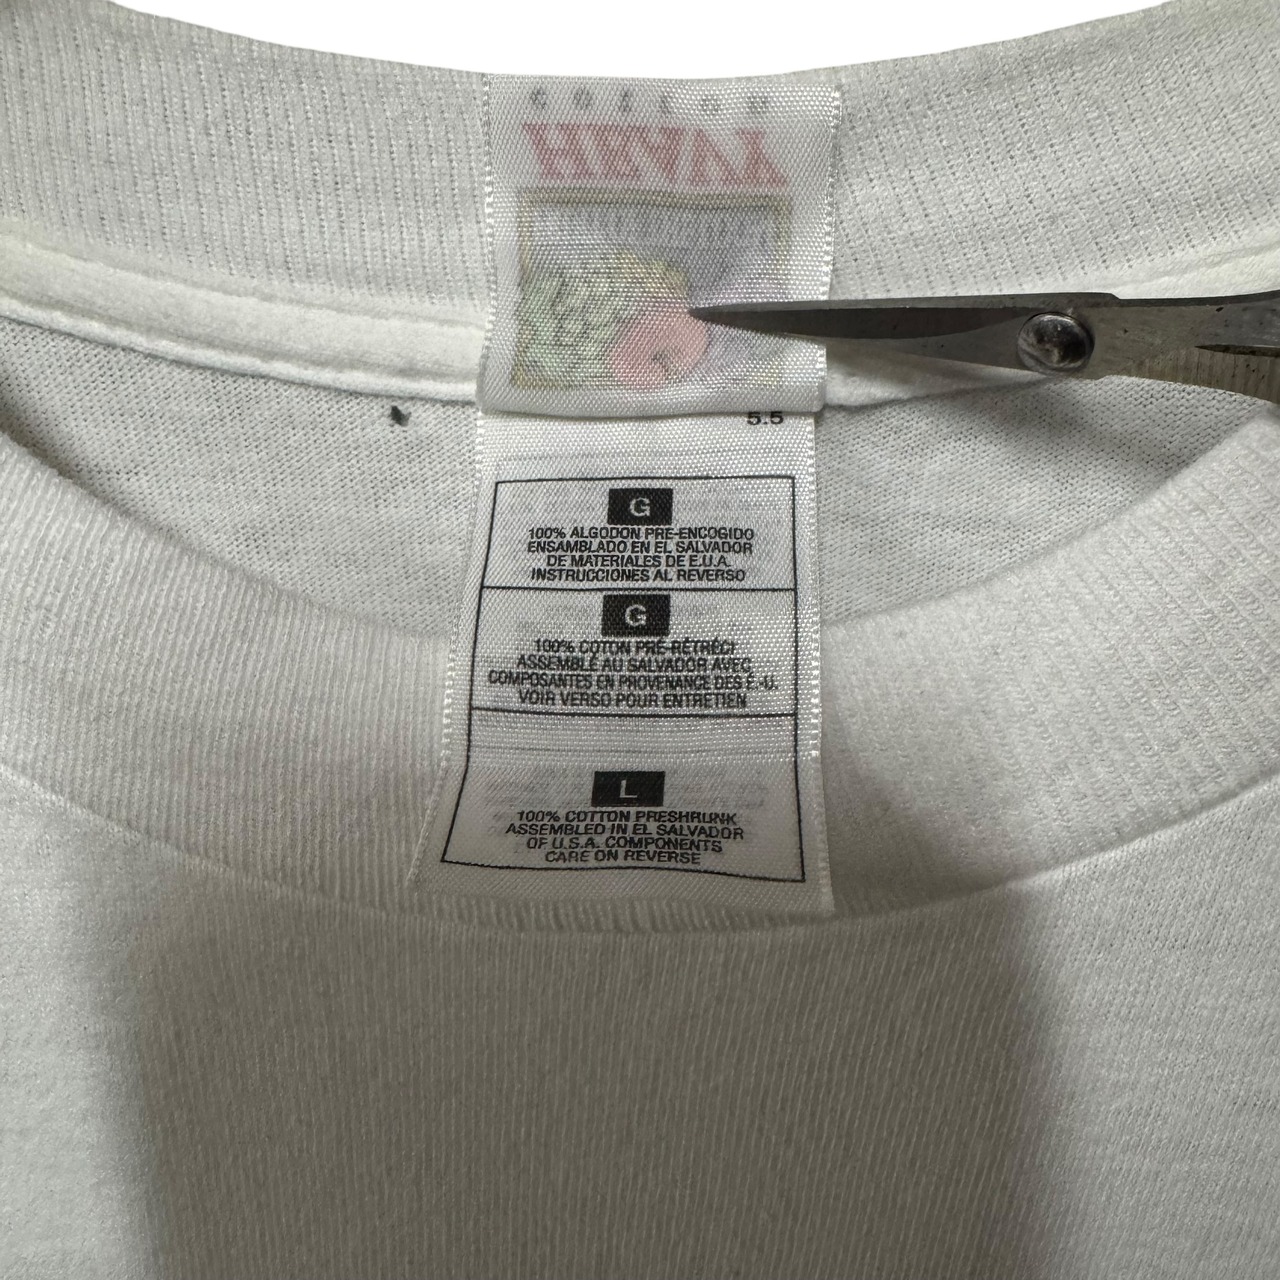 COTTON
HEAVY
5.5
G
100% ALGODON PRE-ENCOGIDO
ENSAMBLADO EN EL SALVADOR
DE MATERIALES DE E.U.A.
INSTRUCCIONES AL REVERSO
G
100% COTON PRÉ-RÉTRÉCI
ASSEMBLÉ AU SALVADOR AVEC
COMPOSANTES EN PROVENANCE DES É.-U.
VOIR VERSO POUR ENTRETIEN
L
100% COTTON PRESHRUNK
ASSEMBLED IN EL SALVADOR
OF U.S.A. COMPONENTS
CARE ON REVERSE